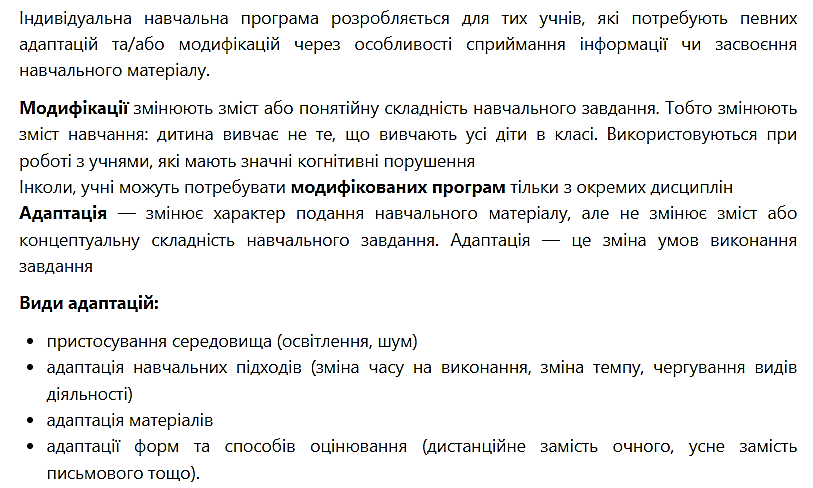 Індивідуальна навчальна програма розробляється для тих учнів, які потребують певних
адаптацій та/або модифікацій через особливості сприймання інформації чи засвоєння
навчального матеріалу.
Модифікації змінюють зміст або понятійну складність навчального завдання. Тобто змінюють
зміст навчання: дитина вивчає не те, що вивчають усі діти в класі. Використовуються при
роботі з учнями, які мають значні когнітивні порушення
Інколи, учні можуть потребувати модифікованих програм тільки з окремих дисциплін
Адаптація — змінює характер подання навчального матеріалу, але не змінює зміст або
концептуальну складність навчального завдання. Адаптація — це зміна умов виконання
завдання
Види адаптацій:
• пристосування середовища (освітлення, шум)
• адаптація навчальних підходів (зміна часу на виконання, зміна темпу, чергування видів
діяльності)
• адаптація матеріалів
• адаптації форм та способів оцінювання (дистанційне замість очного, усне замість
письмового тощо).